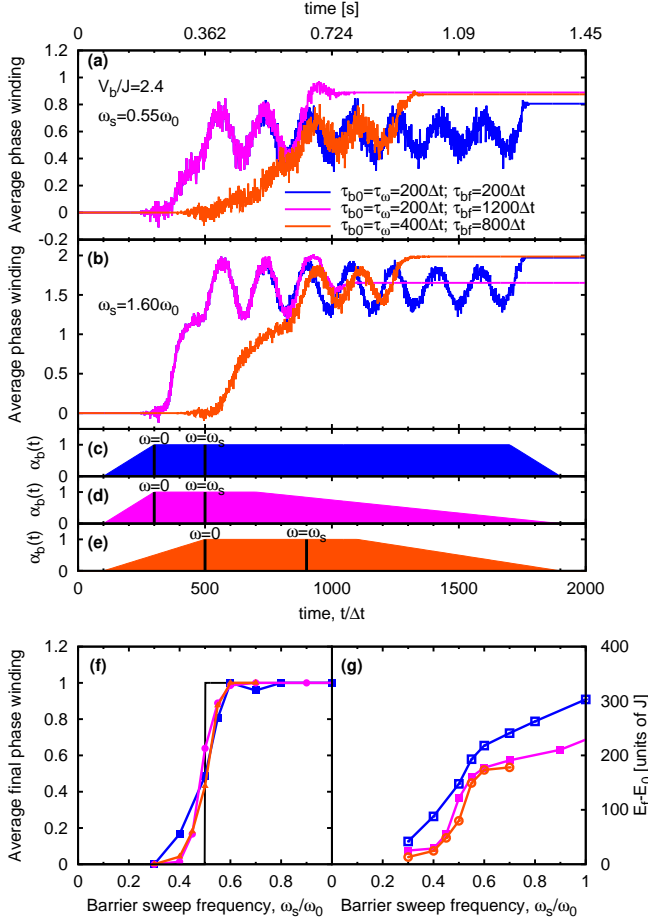 time [s]
0 0.362 0.724 1.09 1.45
(a)
V_b/J=2.4
ω_s=0.55ω_0
Average phase winding
1.2
1
0.8
0.6
0.4
0.2
0
-0.2
τ_b0=τ_ω=200Δt; τ_bf=200Δt
τ_b0=τ_ω=200Δt; τ_bf=1200Δt
τ_b0=τ_ω=400Δt; τ_bf=800Δt
(b)
ω_s=1.60ω_0
Average phase winding
2
1.5
1
0.5
0
(c) ω=0 ω=ω_s
α_b(t)
1
0
(d) ω=0 ω=ω_s
α_b(t)
1
0
(e) ω=0 ω=ω_s
α_b(t)
1
0
0 500 1000 1500 2000
time, t/Δt
(f)
Average final phase winding
1.2
1
0.8
0.6
0.4
0.2
0
0 0.2 0.4 0.6 0.8
Barrier sweep frequency, ω_s/ω_0
(g)
400
300
200
100
0
E_f-E_0 [units of J]
0 0.2 0.4 0.6 0.8 1
Barrier sweep frequency, ω_s/ω_0